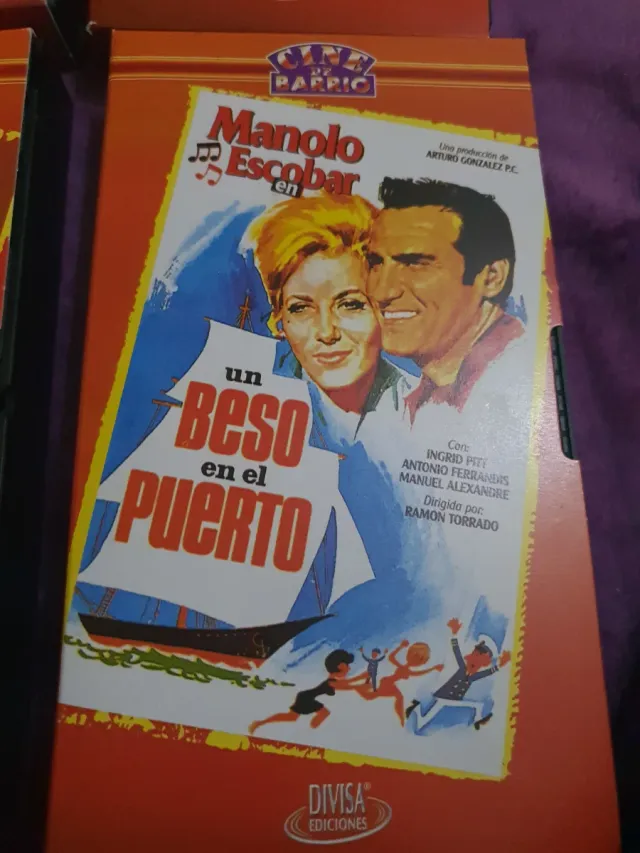 CINE
DE
BARRIO
Manolo
Escobar
en
Una producción de
ARTURO GONZALEZ P.C.
un
BESO
en el
PUERTO
Con:
INGRID PITT
ANTONIO FERRANDIS
MANUEL ALEXANDRE
Dirigida por:
RAMON TORRADO
DIVISA®
EDICIONES